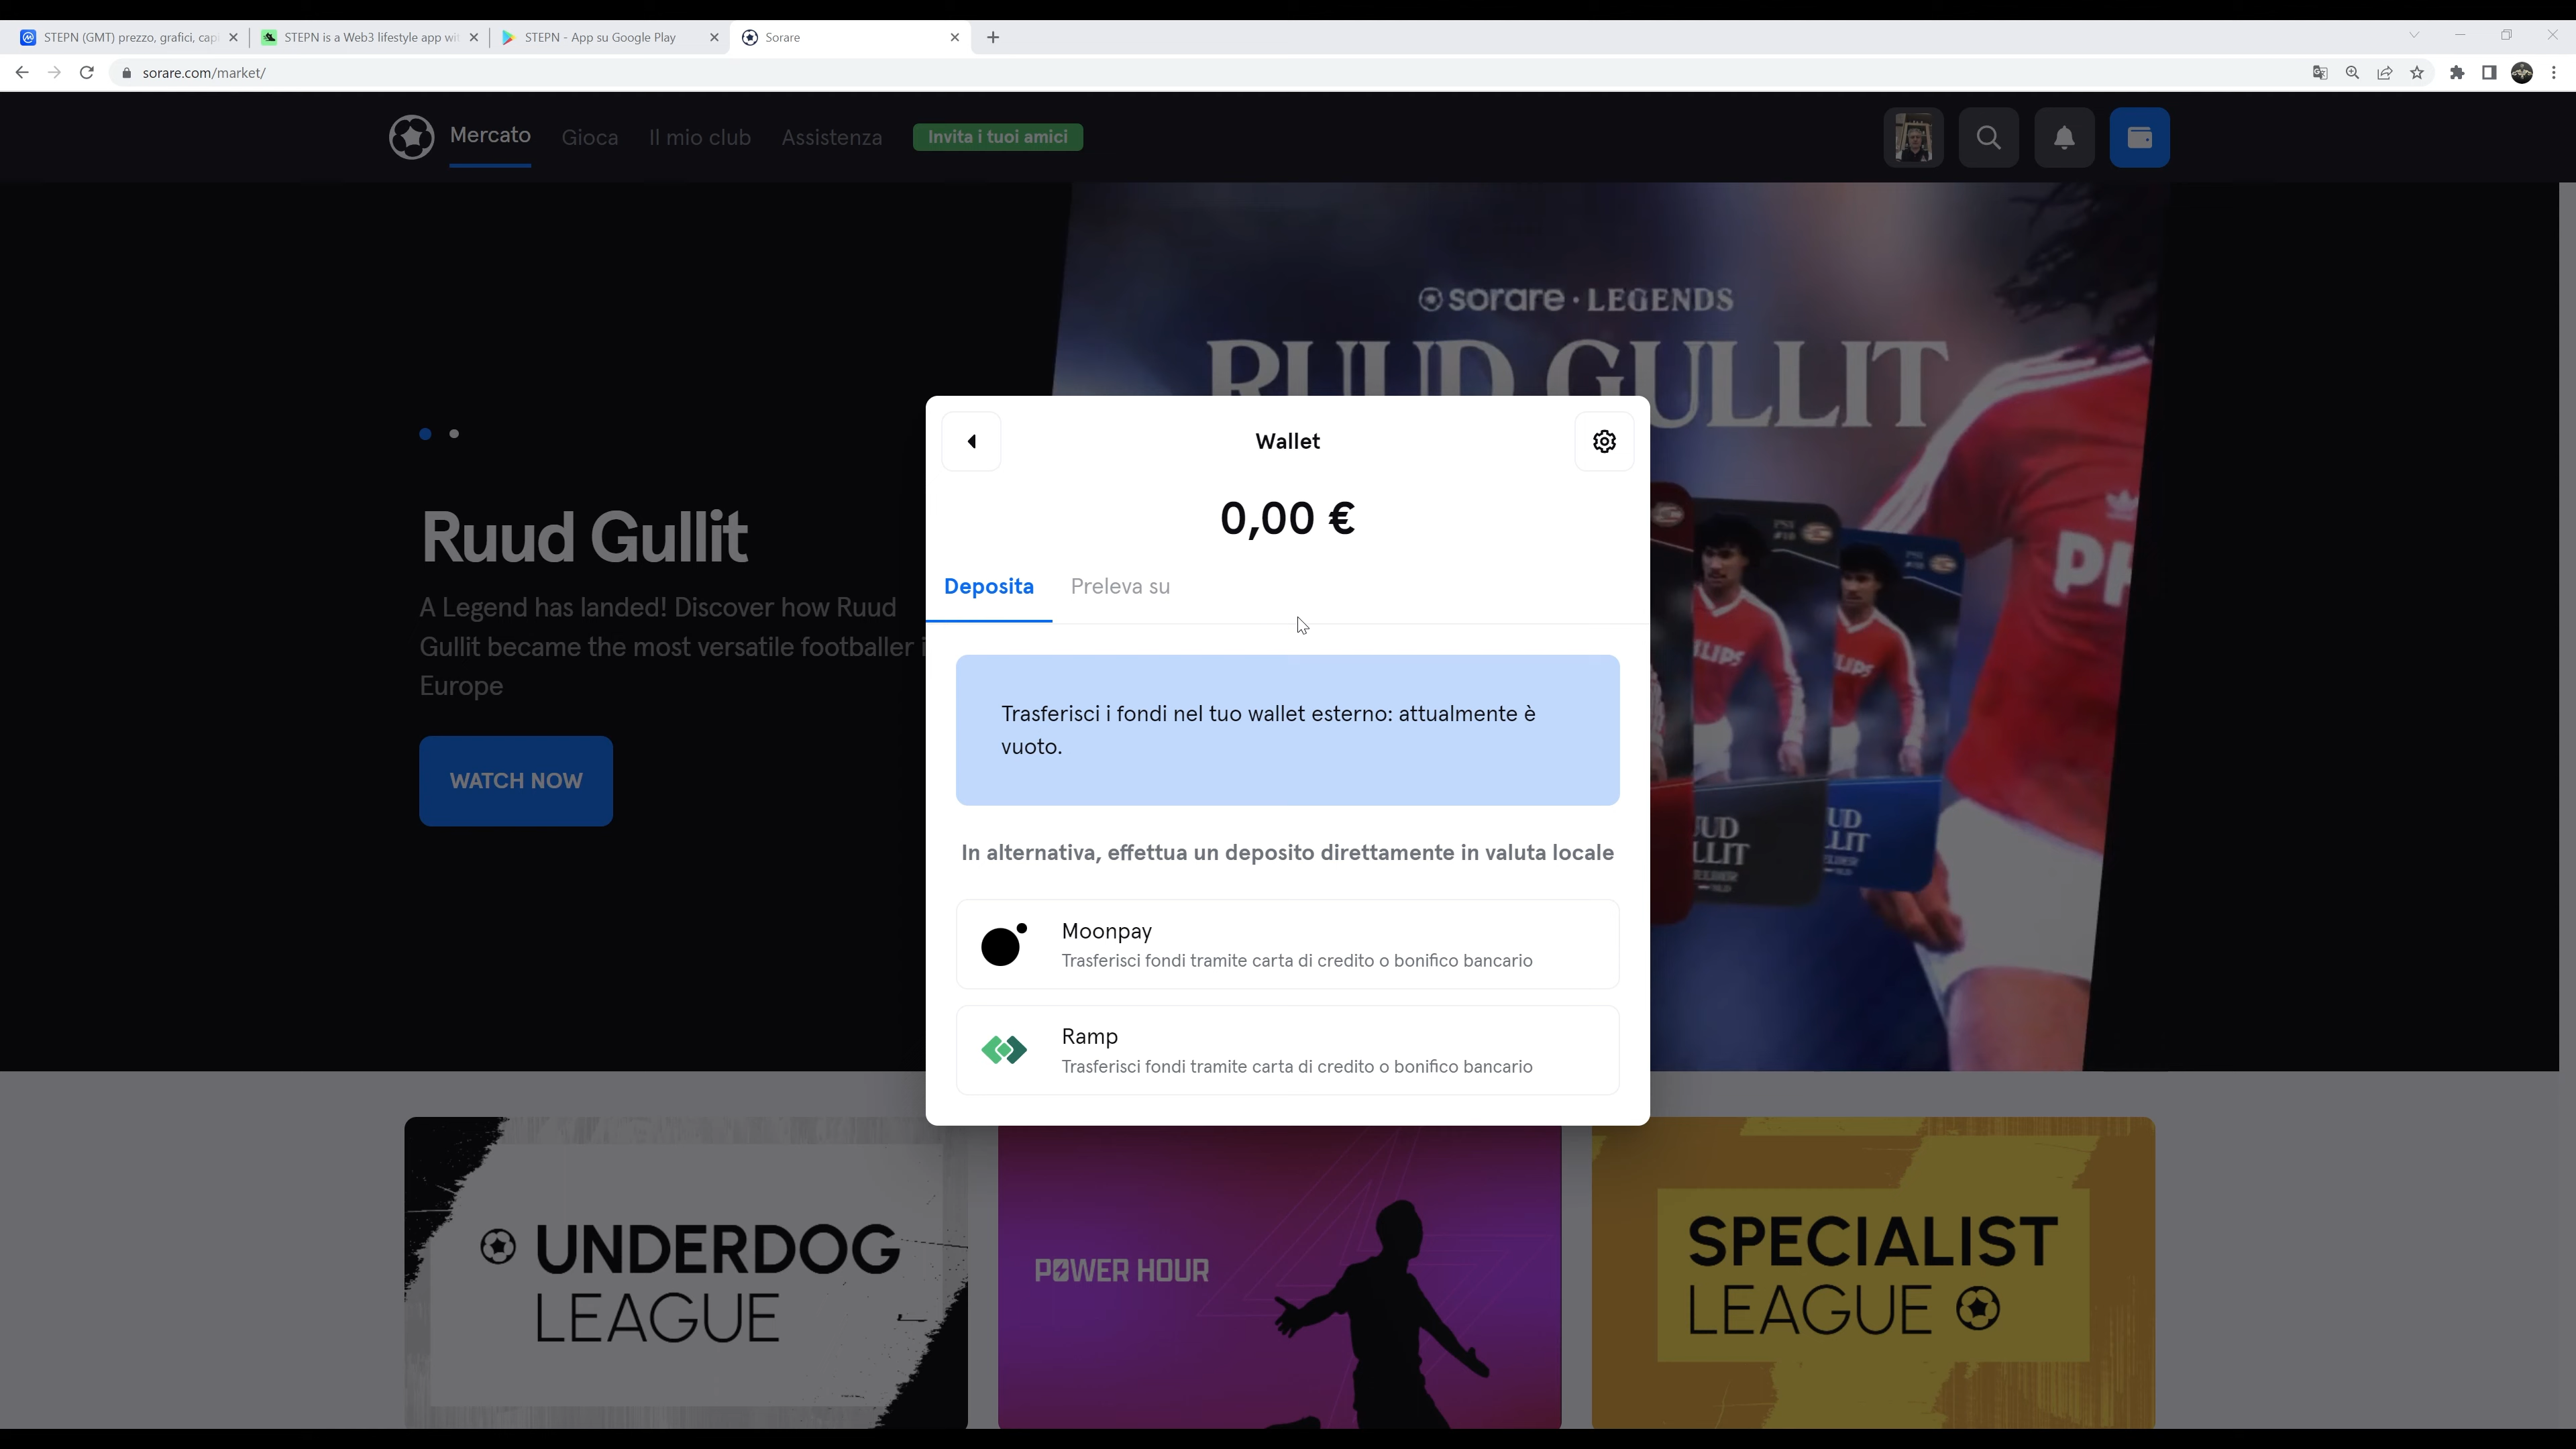 STEPN (GMT) prezzo, grafici, cap
STEPN is a Web3 lifestyle app wit
STEPN - App su Google Play
Sorare
sorare.com/market/
Mercato
Gioca
Il mio club
Assistenza
Invita i tuoi amici
sorare · LEGENDS
RUUD GULLIT
Ruud Gullit
A Legend has landed! Discover how Ruud
Gullit became the most versatile footballer i
Europe
WATCH NOW
Wallet
0,00 €
Deposita
Preleva su
Trasferisci i fondi nel tuo wallet esterno: attualmente è
vuoto.
In alternativa, effettua un deposito direttamente in valuta locale
Moonpay
Trasferisci fondi tramite carta di credito o bonifico bancario
Ramp
Trasferisci fondi tramite carta di credito o bonifico bancario
UNDERDOG
LEAGUE
POWER HOUR
SPECIALIST
LEAGUE